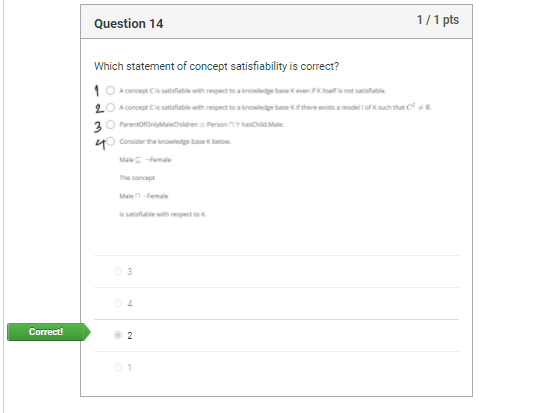 Question 14
1 / 1 pts
Which statement of concept satisfiability is correct?
1 A concept C is satisfiable with respect to a knowledge base K even if K itself is not satisfiable.
2 A concept C is satisfiable with respect to a knowledge base K if there exists a model I of K such that Cᴵ ≠ ∅.
3 ParentOfOnlyMaleChildren ≡ Person ⊓ ∀ hasChild.Male
4 Consider the knowledge base K below.
Male ⊑ ¬Female
The concept
Male ⊓ ¬Female
is satisfiable with respect to K.
3
4
Correct!
2
1